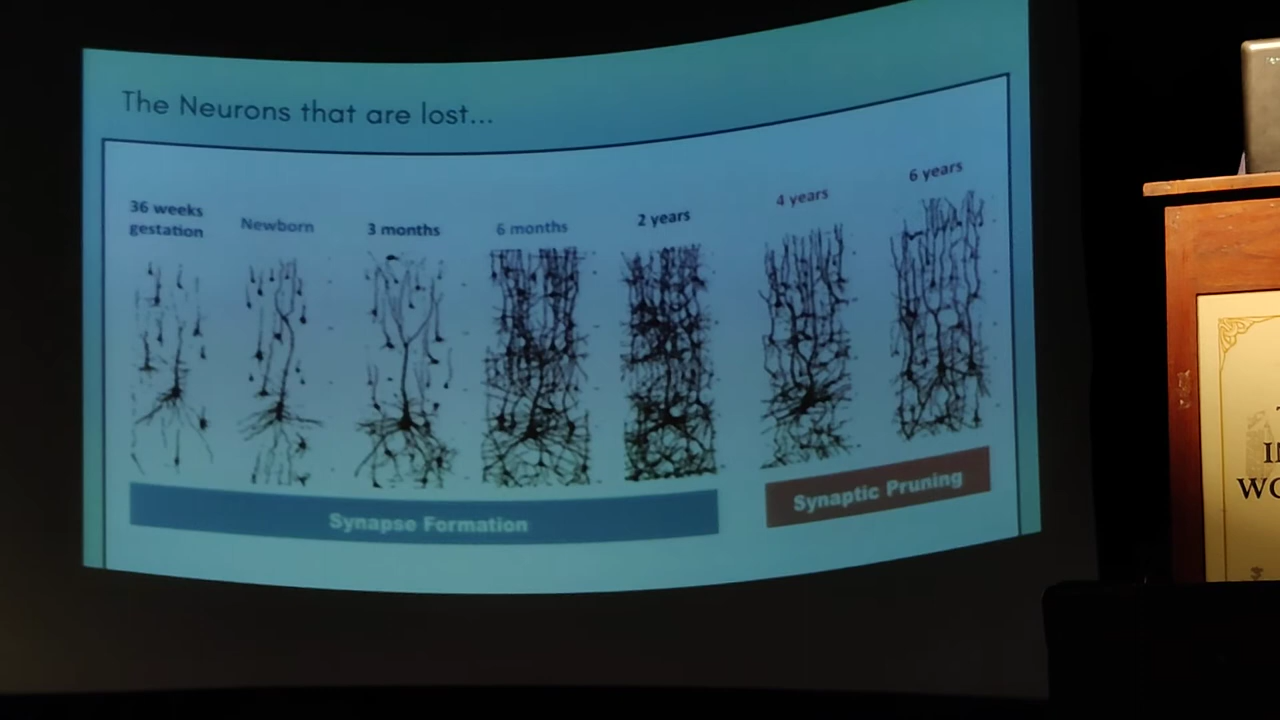 The Neurons that are lost...
36 weeks
gestation
Newborn
3 months
6 months
2 years
4 years
6 years
Synapse Formation
Synaptic Pruning